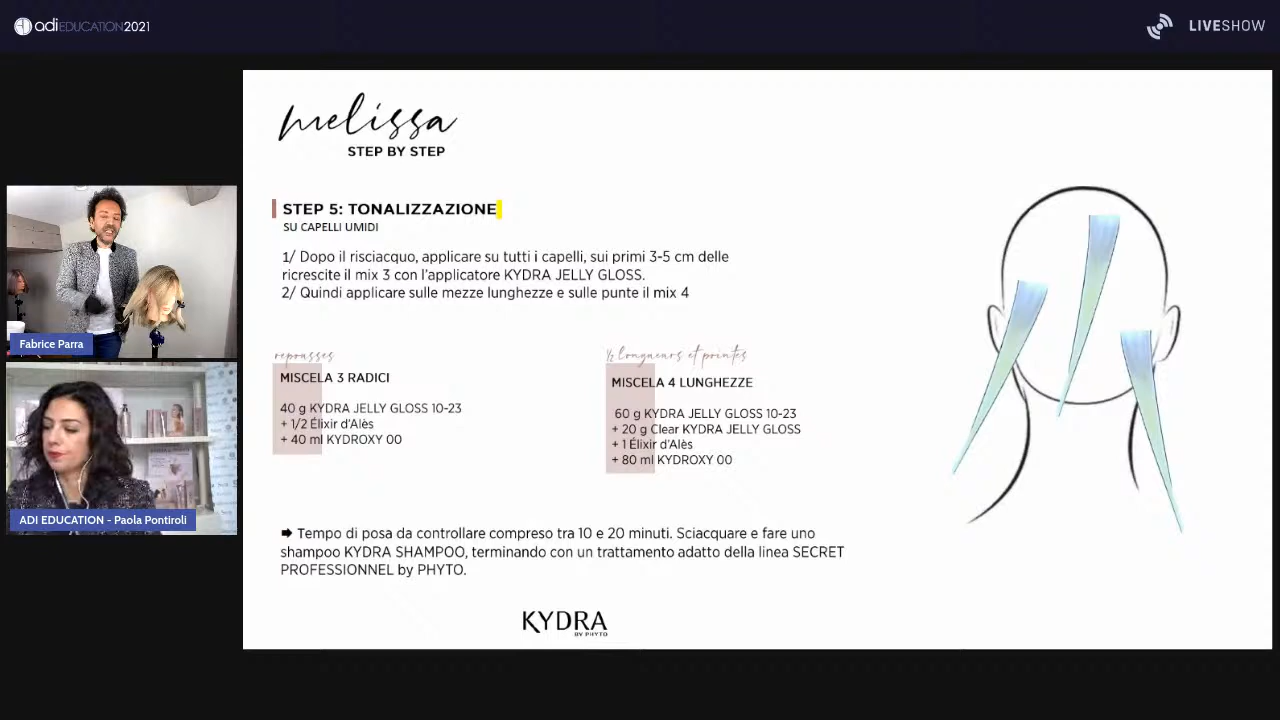 adi EDUCATION 2021
LIVESHOW
melissa
STEP BY STEP
STEP 5: TONALIZZAZIONE
SU CAPELLI UMIDI
1/ Dopo il risciacquo, applicare su tutti i capelli, sui primi 3-5 cm delle
ricrescite il mix 3 con l'applicatore KYDRA JELLY GLOSS.
2/ Quindi applicare sulle mezze lunghezze e sulle punte il mix 4
repousses
MISCELA 3 RADICI
40 g KYDRA JELLY GLOSS 10-23
+ 1/2 Élixir d'Alès
+ 40 ml KYDROXY 00
½ longueurs et pointes
MISCELA 4 LUNGHEZZE
60 g KYDRA JELLY GLOSS 10-23
+ 20 g Clear KYDRA JELLY GLOSS
+ 1 Élixir d'Alès
+ 80 ml KYDROXY 00
➡ Tempo di posa da controllare compreso tra 10 e 20 minuti. Sciacquare e fare uno
shampoo KYDRA SHAMPOO, terminando con un trattamento adatto della linea SECRET
PROFESSIONNEL by PHYTO.
KYDRA
BY PHYTO
Fabrice Parra
ADI EDUCATION - Paola Pontiroli